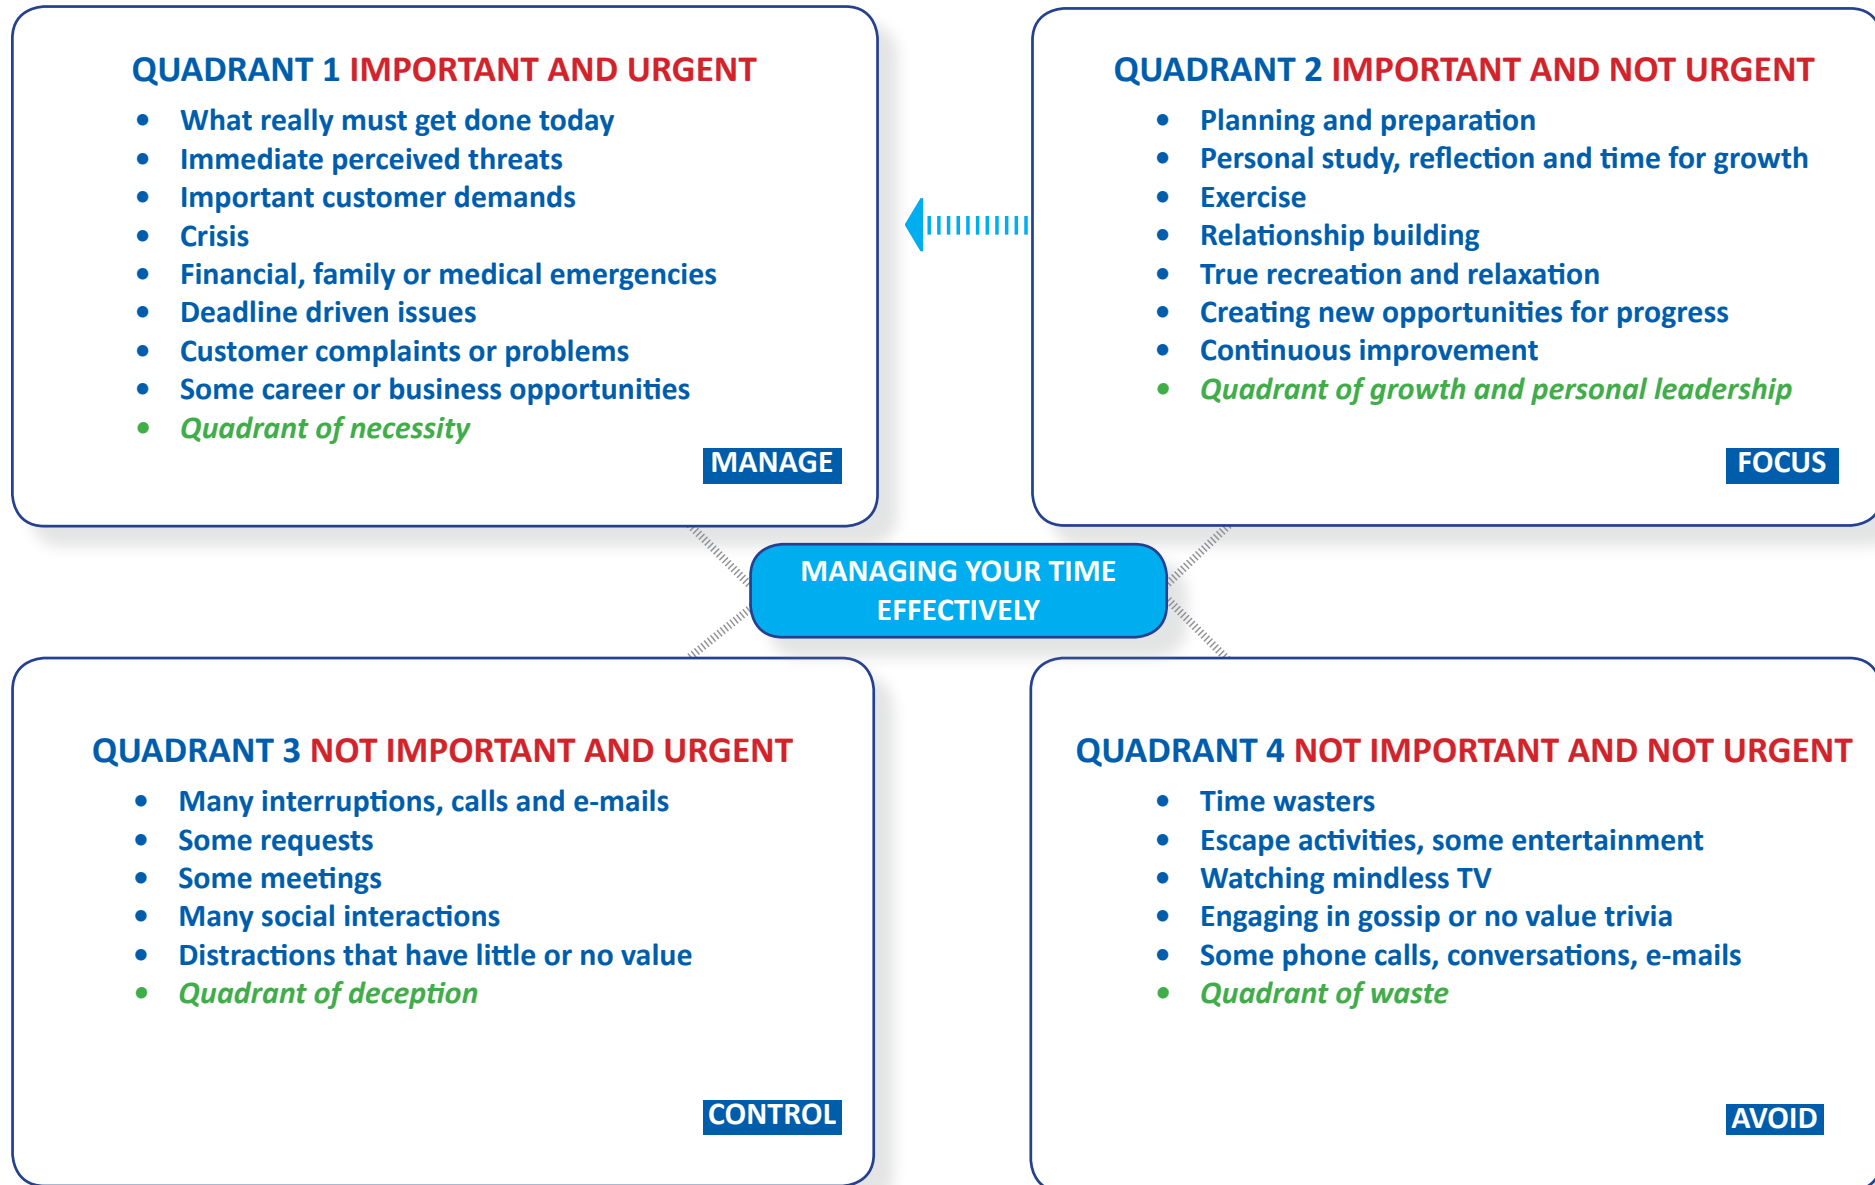 QUADRANT 1 IMPORTANT AND URGENT
• What really must get done today
• Immediate perceived threats
• Important customer demands
• Crisis
• Financial, family or medical emergencies
• Deadline driven issues
• Customer complaints or problems
• Some career or business opportunities
• Quadrant of necessity
MANAGE
QUADRANT 2 IMPORTANT AND NOT URGENT
• Planning and preparation
• Personal study, reflection and time for growth
• Exercise
• Relationship building
• True recreation and relaxation
• Creating new opportunities for progress
• Continuous improvement
• Quadrant of growth and personal leadership
FOCUS
MANAGING YOUR TIME
EFFECTIVELY
QUADRANT 3 NOT IMPORTANT AND URGENT
• Many interruptions, calls and e-mails
• Some requests
• Some meetings
• Many social interactions
• Distractions that have little or no value
• Quadrant of deception
CONTROL
QUADRANT 4 NOT IMPORTANT AND NOT URGENT
• Time wasters
• Escape activities, some entertainment
• Watching mindless TV
• Engaging in gossip or no value trivia
• Some phone calls, conversations, e-mails
• Quadrant of waste
AVOID